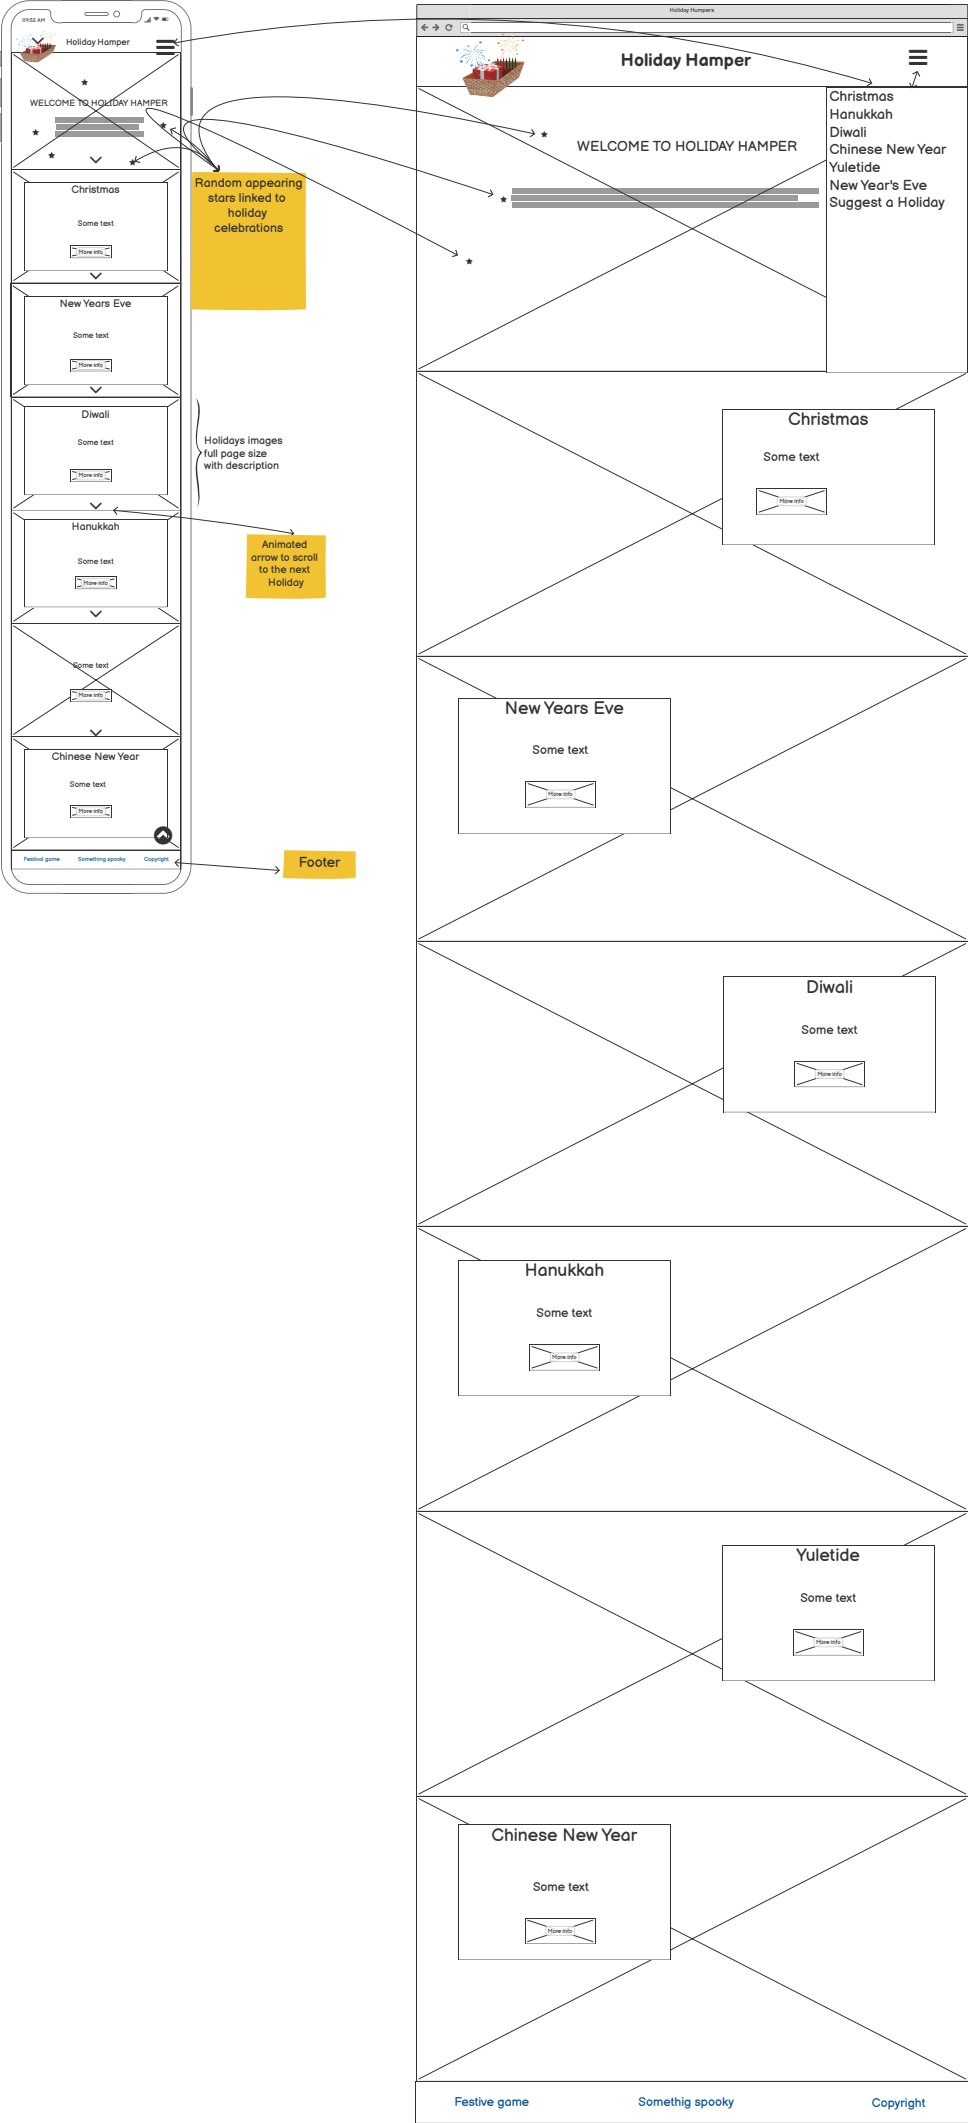 09:52 AM
Holiday Hamper
WELCOME TO HOLIDAY HAMPER
Christmas
Some text
More info
New Years Eve
Some text
More info
Diwali
Some text
More info
Hanukkah
Some text
More info
Some text
More info
Chinese New Year
Some text
More info
Festival game
Something spooky
Copyright
Random appearing
stars linked to
holiday
celebrations
Holidays images
full page size
with description
Animated
arrow to scroll
to the next
Holiday
Footer
Holiday Humpers
Holiday Hamper
Christmas
Hanukkah
Diwali
Chinese New Year
Yuletide
New Year's Eve
Suggest a Holiday
WELCOME TO HOLIDAY HAMPER
Christmas
Some text
More info
New Years Eve
Some text
More info
Diwali
Some text
More info
Hanukkah
Some text
More info
Yuletide
Some text
More info
Chinese New Year
Some text
More info
Festive game
Somethig spooky
Copyright